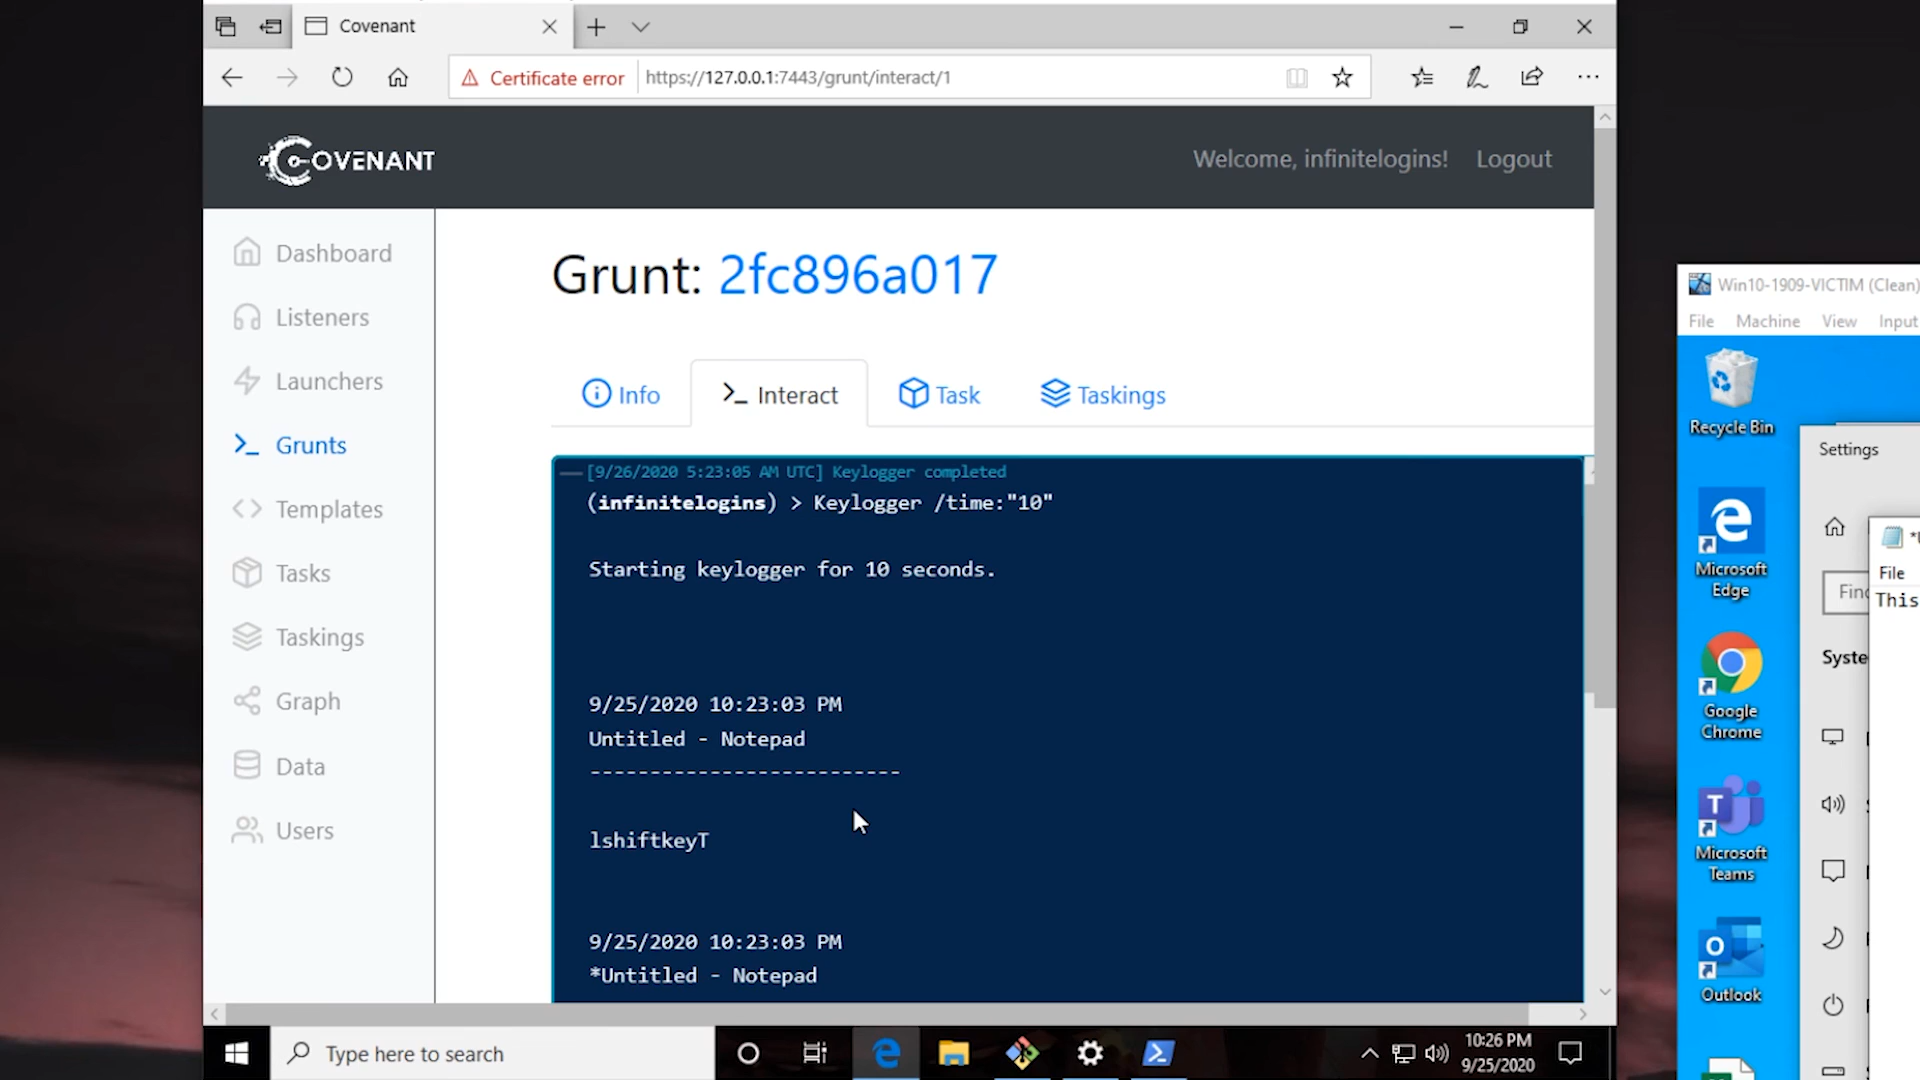 Covenant
Certificate error
https://127.0.0.1:7443/grunt/interact/1
COVENANT
Welcome, infinitelogins!
Logout
Dashboard
Listeners
Launchers
Grunts
Templates
Tasks
Taskings
Graph
Data
Users
Grunt: 2fc896a017
Info
Interact
Task
Taskings
[9/26/2020 5:23:05 AM UTC] Keylogger completed
(infinitelogins) > Keylogger /time:"10"
Starting keylogger for 10 seconds.
9/25/2020 10:23:03 PM
Untitled - Notepad
---------------------------
lshiftkeyT
9/25/2020 10:23:03 PM
*Untitled - Notepad
Type here to search
10:26 PM
9/25/2020
Win10-1909-VICTIM (Clean)
File Machine View Input
Recycle Bin
Microsoft
Edge
Google
Chrome
Microsoft
Teams
Outlook
Settings
File
This